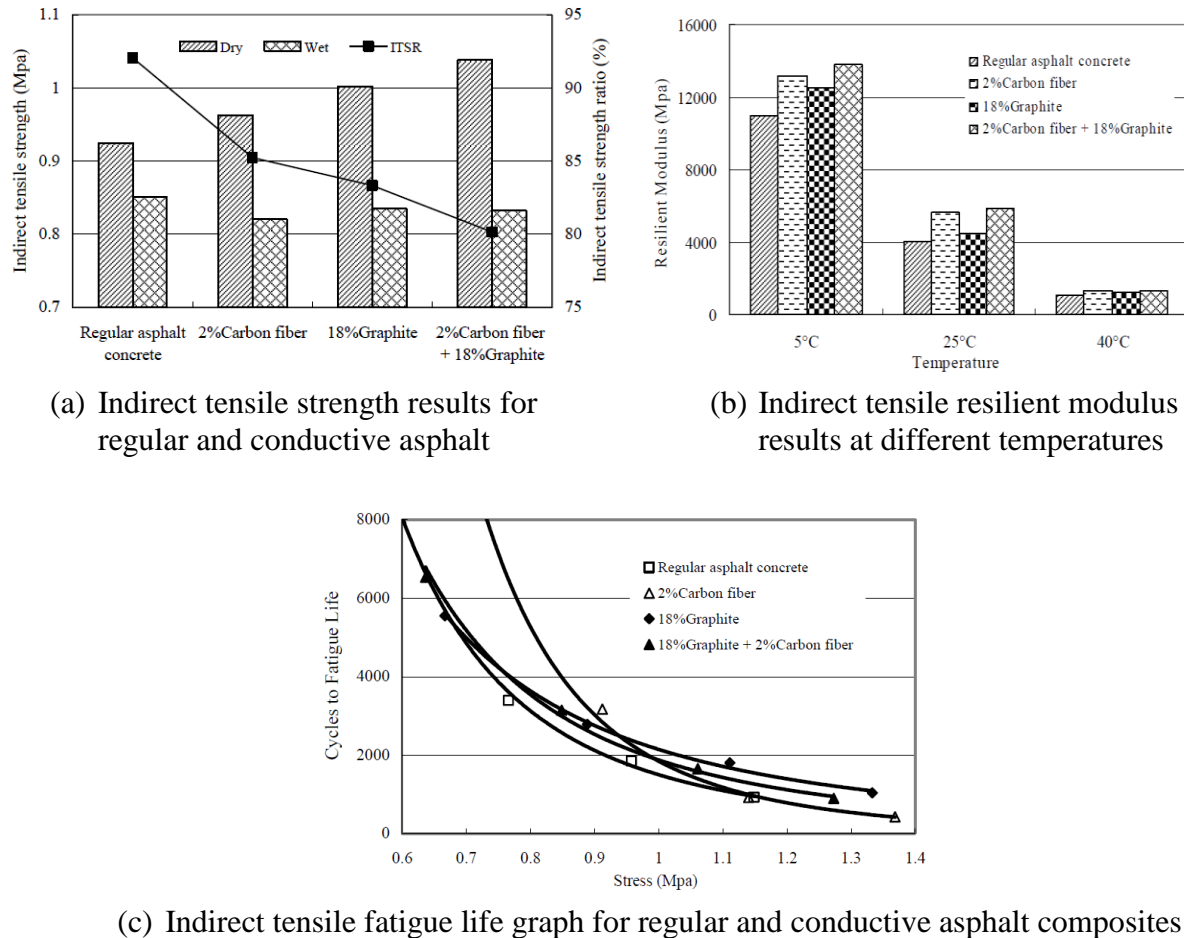 1.1
1
0.9
0.8
0.7
Indirect tensile strength (Mpa)
Dry
Wet
ITSR
95
90
85
80
75
Indirect tensile strength ratio (%)
Regular asphalt
concrete
2%Carbon fiber
18%Graphite
2%Carbon fiber
+ 18%Graphite
(a) Indirect tensile strength results for
regular and conductive asphalt
16000
12000
8000
4000
0
Resilient Modulus (Mpa)
Regular asphalt concrete
2%Carbon fiber
18%Graphite
2%Carbon fiber + 18%Graphite
5°C
25°C
40°C
Temperature
(b) Indirect tensile resilient modulus
results at different temperatures
8000
6000
4000
2000
0
Cycles to Fatigue Life
Regular asphalt concrete
2%Carbon fiber
18%Graphite
18%Graphite + 2%Carbon fiber
0.6 0.7 0.8 0.9 1 1.1 1.2 1.3 1.4
Stress (Mpa)
(c) Indirect tensile fatigue life graph for regular and conductive asphalt composites